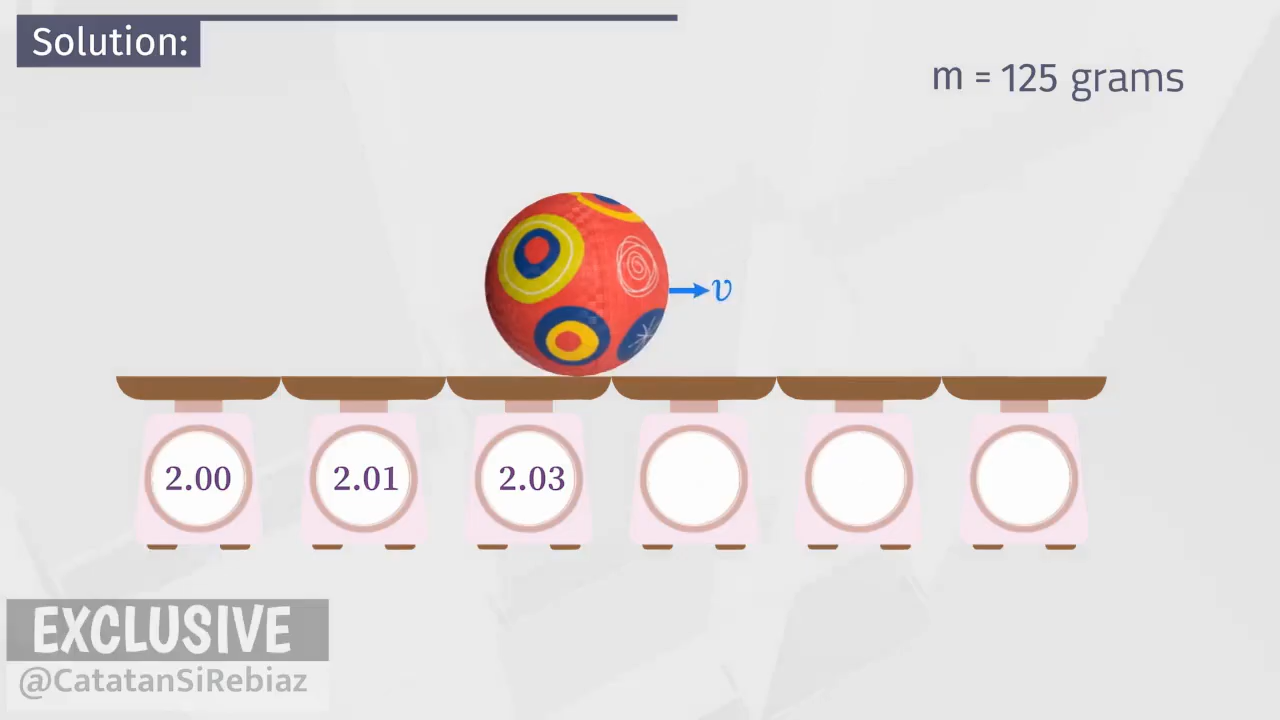 Solution:
m = 125 grams
v
2.00 2.01 2.03
EXCLUSIVE
@CatatanSiRebiaz